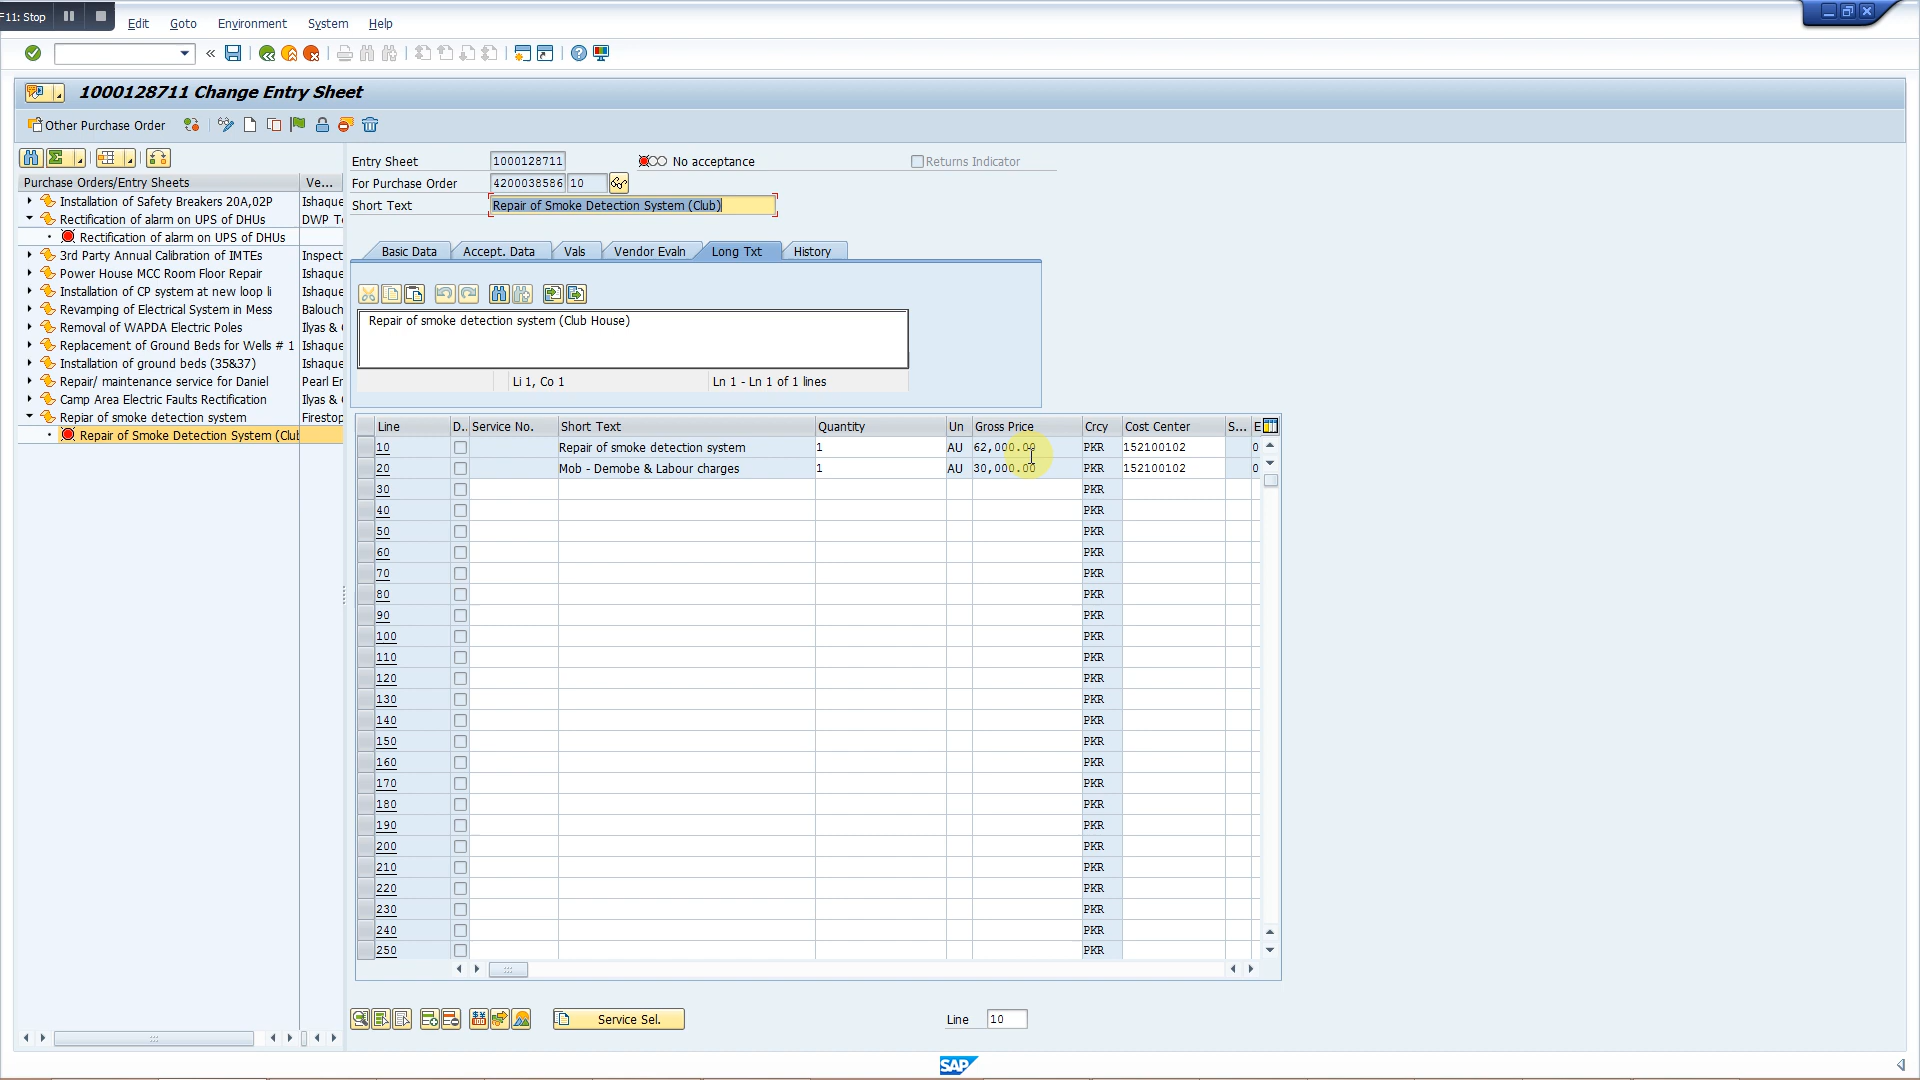 F11: Stop
Edit Goto Environment System Help
1000128711 Change Entry Sheet
Other Purchase Order
Purchase Orders/Entry Sheets Ve...
Installation of Safety Breakers 20A,02P Ishaque
Rectification of alarm on UPS of DHUs DWP Te
Rectification of alarm on UPS of DHUs
3rd Party Annual Calibration of IMTEs Inspect
Power House MCC Room Floor Repair Ishaque
Installation of CP system at new loop li Ishaque
Revamping of Electrical System in Mess Balouch
Removal of WAPDA Electric Poles Ilyas &
Replacement of Ground Beds for Wells # 1 Ishaque
Installation of ground beds (35&37) Ishaque
Repair/ maintenance service for Daniel Pearl En
Camp Area Electric Faults Rectification Ilyas &
Repiar of smoke detection system Firestop
Repair of Smoke Detection System (Club
Entry Sheet 1000128711 No acceptance Returns Indicator
For Purchase Order 4200038586 10
Short Text Repair of Smoke Detection System (Club)
Basic Data Accept. Data Vals Vendor Evaln Long Txt History
Repair of smoke detection system (Club House)
Li 1, Co 1 Ln 1 - Ln 1 of 1 lines
Line D.. Service No. Short Text Quantity Un Gross Price Crcy Cost Center S... E
10 Repair of smoke detection system 1 AU 62,000.00 PKR 152100102 0
20 Mob - Demobe & Labour charges 1 AU 30,000.00 PKR 152100102 0
30 PKR
40 PKR
50 PKR
60 PKR
70 PKR
80 PKR
90 PKR
100 PKR
110 PKR
120 PKR
130 PKR
140 PKR
150 PKR
160 PKR
170 PKR
180 PKR
190 PKR
200 PKR
210 PKR
220 PKR
230 PKR
240 PKR
250 PKR
Service Sel. Line 10
SAP